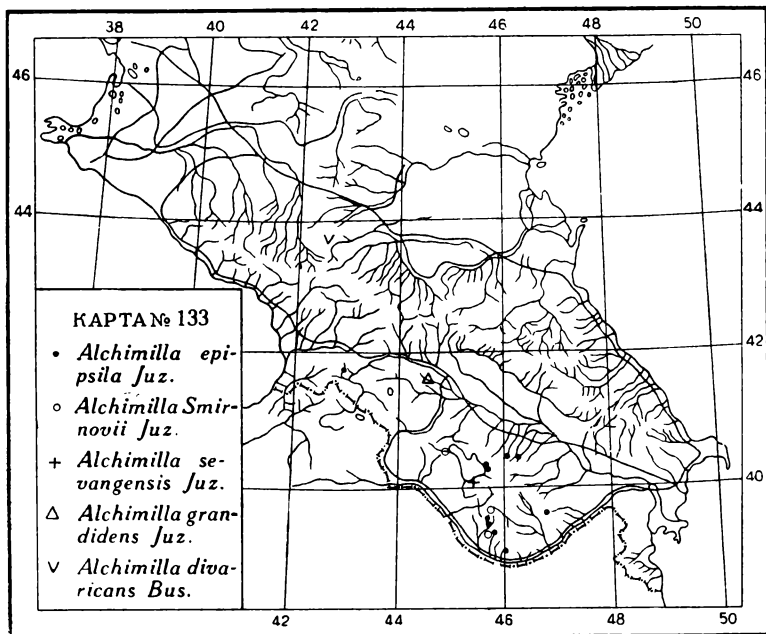 38 40 42 44 46 48
46 46
44 44
42
40
КАРТА № 133
• Alchimilla epi-
psila Juz.
○ Alchimilla Smir-
novii Juz.
+ Alchimilla se-
vangensis Juz.
△ Alchimilla gran-
didens Juz.
∨ Alchimilla diva-
ricans Bus.
42 44 46 48 50